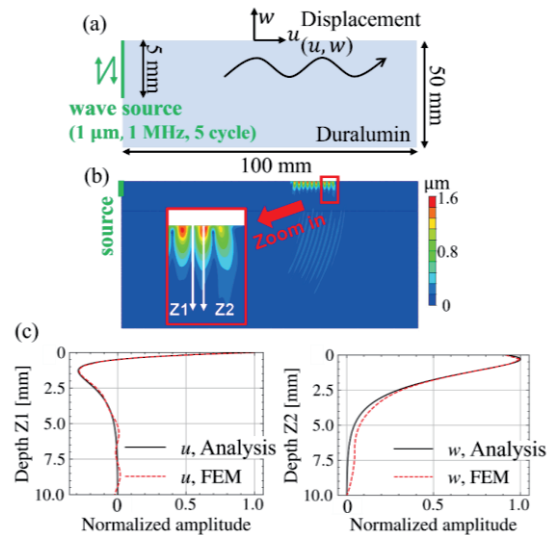 (a)
w
Displacement
u
(u, w)
5 mm
50 mm
wave source
(1 μm, 1 MHz, 5 cycle)
Duralumin
100 mm
(b)
μm
source
Zoom in
1.6
0.8
0
Z1
Z2
(c)
0
2.5
5.0
7.5
10.0
Depth Z1 [mm]
u, Analysis
u, FEM
0
0.5
1.0
Normalized amplitude
0
2.5
5.0
7.5
10.0
Depth Z2 [mm]
w, Analysis
w, FEM
0
0.5
1.0
Normalized amplitude